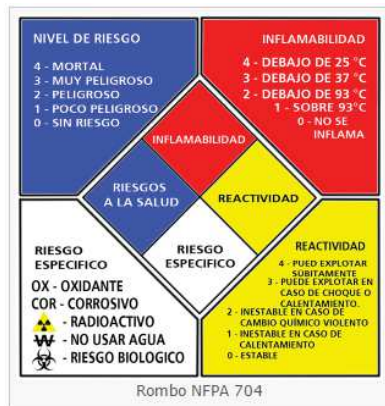 NIVEL DE RIESGO
4 - MORTAL
3 - MUY PELIGROSO
2 - PELIGROSO
1 - POCO PELIGROSO
0 - SIN RIESGO
INFLAMABILIDAD
4 - DEBAJO DE 25 °C
3 - DEBAJO DE 37 °C
2 - DEBAJO DE 93 °C
1 - SOBRE 93°C
0 - NO SE
INFLAMA
INFLAMABILIDAD
RIESGOS
A LA SALUD
REACTIVIDAD
RIESGO
ESPECIFICO
RIESGO
ESPECIFICO
OX - OXIDANTE
COR - CORROSIVO
- RADIOACTIVO
W - NO USAR AGUA
- RIESGO BIOLOGICO
REACTIVIDAD
4 - PUED EXPLOTAR
SÚBITAMENTE
3 - PUEDE EXPLOTAR EN
CASO DE CHOQUE O
CALENTAMIENTO.
2 - INESTABLE EN CASO DE
CAMBIO QUÍMICO VIOLENTO
1 - INESTABLE EN CASO DE
CALENTAMIENTO
0 - ESTABLE
Rombo NFPA 704